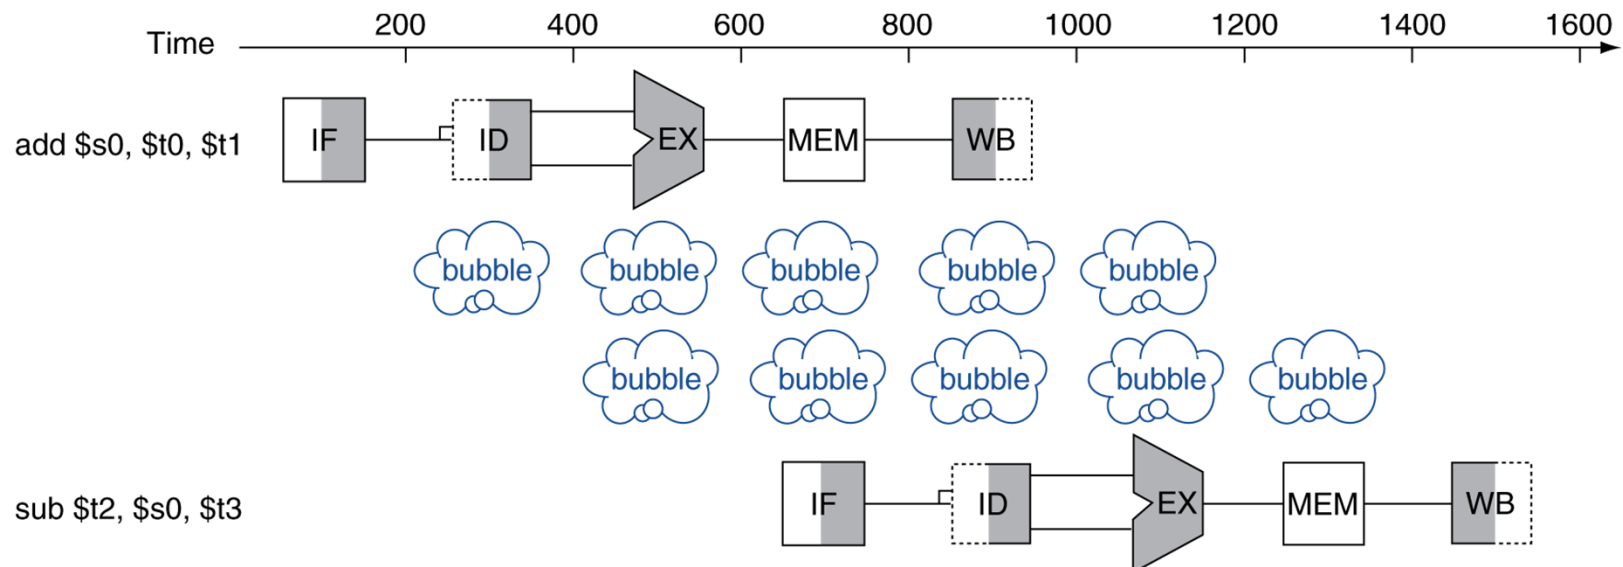 200 400 600 800 1000 1200 1400 1600
Time
add $s0, $t0, $t1 IF ID EX MEM WB
bubble bubble bubble bubble bubble
bubble bubble bubble bubble bubble
sub $t2, $s0, $t3 IF ID EX MEM WB